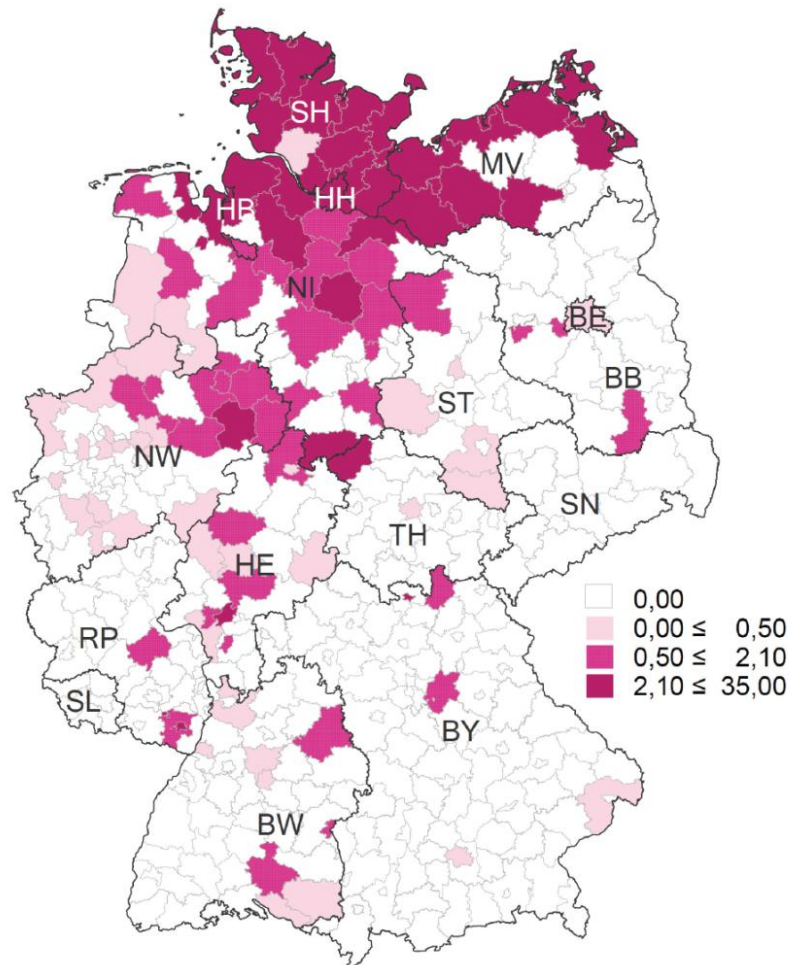 SH
MV
HB
HH
NI
BE
BB
ST
NW
SN
TH
HE
0,00
0,00 ≤ 0,50
0,50 ≤ 2,10
2,10 ≤ 35,00
RP
SL
BY
BW